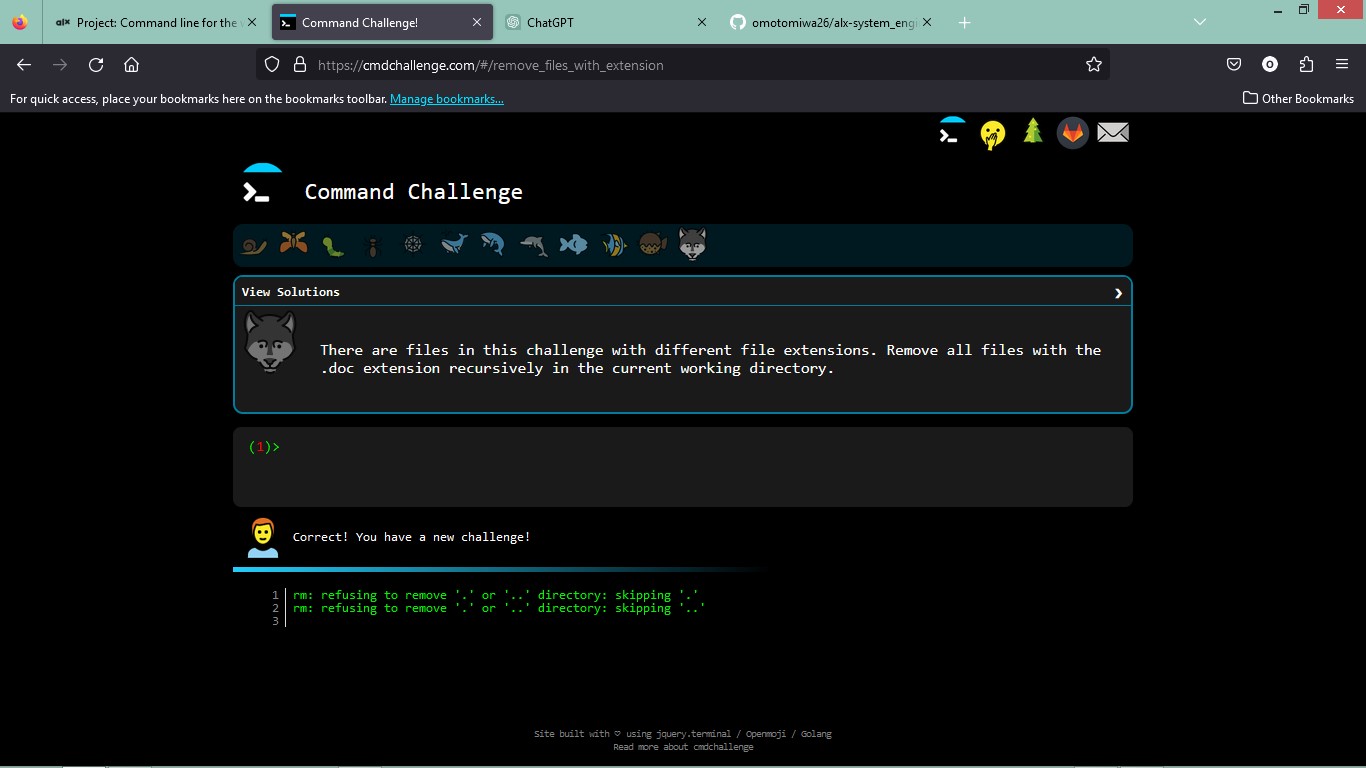 alx Project: Command line for the
Command Challenge!
ChatGPT
omotomiwa26/alx-system_eng
https://cmdchallenge.com/#/remove_files_with_extension
O
For quick access, place your bookmarks here on the bookmarks toolbar. Manage bookmarks...
Other Bookmarks
Command Challenge
View Solutions
There are files in this challenge with different file extensions. Remove all files with the
.doc extension recursively in the current working directory.
(1)>
Correct! You have a new challenge!
1 rm: refusing to remove '.' or '..' directory: skipping '.'
2 rm: refusing to remove '.' or '..' directory: skipping '..'
3
Site built with ♡ using jquery.terminal / Openmoji / Golang
Read more about cmdchallenge